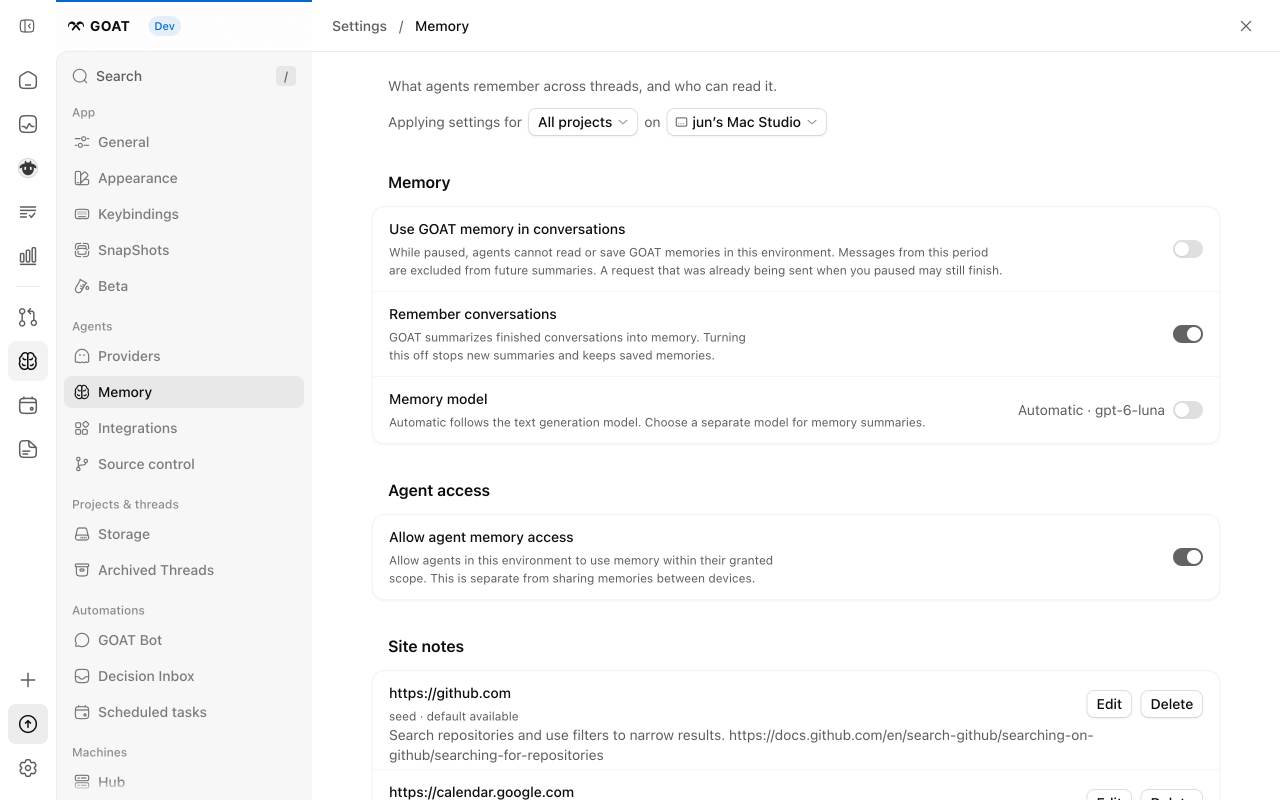 GOAT
Dev
Settings / Memory
Search
/
App
General
Appearance
Keybindings
SnapShots
Beta
Agents
Providers
Memory
Integrations
Source control
Projects & threads
Storage
Archived Threads
Automations
GOAT Bot
Decision Inbox
Scheduled tasks
Machines
Hub
What agents remember across threads, and who can read it.
Applying settings for All projects on jun's Mac Studio
Memory
Use GOAT memory in conversations
While paused, agents cannot read or save GOAT memories in this environment. Messages from this period
are excluded from future summaries. A request that was already being sent when you paused may still finish.
Remember conversations
GOAT summarizes finished conversations into memory. Turning
this off stops new summaries and keeps saved memories.
Memory model
Automatic follows the text generation model. Choose a separate model for memory summaries.
Automatic · gpt-6-luna
Agent access
Allow agent memory access
Allow agents in this environment to use memory within their granted
scope. This is separate from sharing memories between devices.
Site notes
https://github.com
seed · default available
Search repositories and use filters to narrow results. https://docs.github.com/en/search-github/searching-on-
github/searching-for-repositories
Edit
Delete
https://calendar.google.com
Edit
Delete